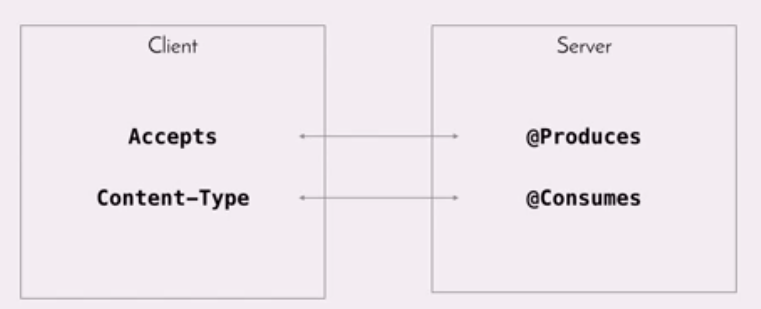 Client
Server
Accepts
@Produces
Content-Type
@Consumes